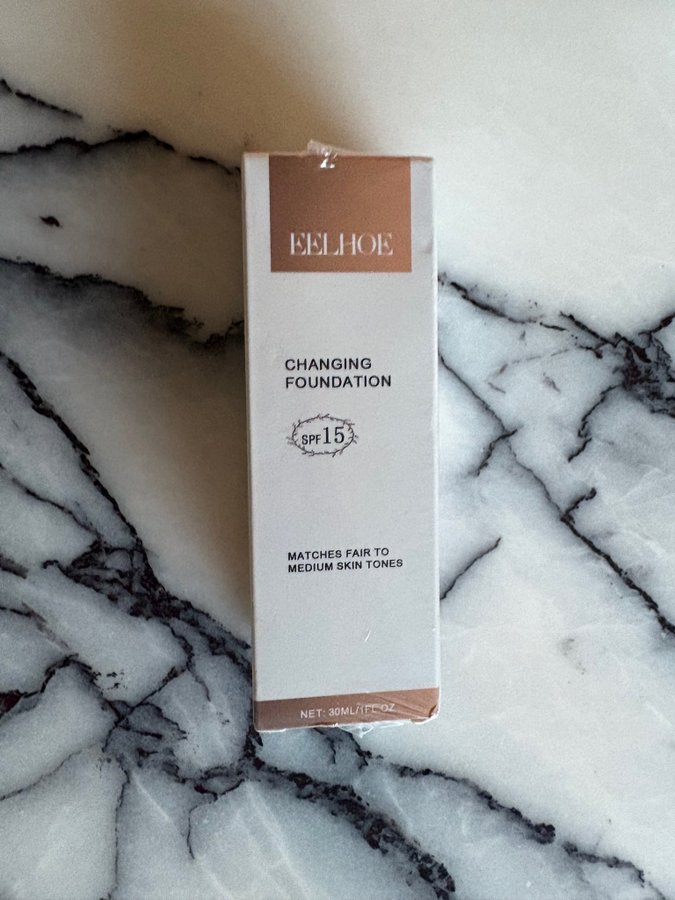 EELHOE
CHANGING
FOUNDATION
SPF15
MATCHES FAIR TO
MEDIUM SKIN TONES
NET: 30ML/1FL OZ